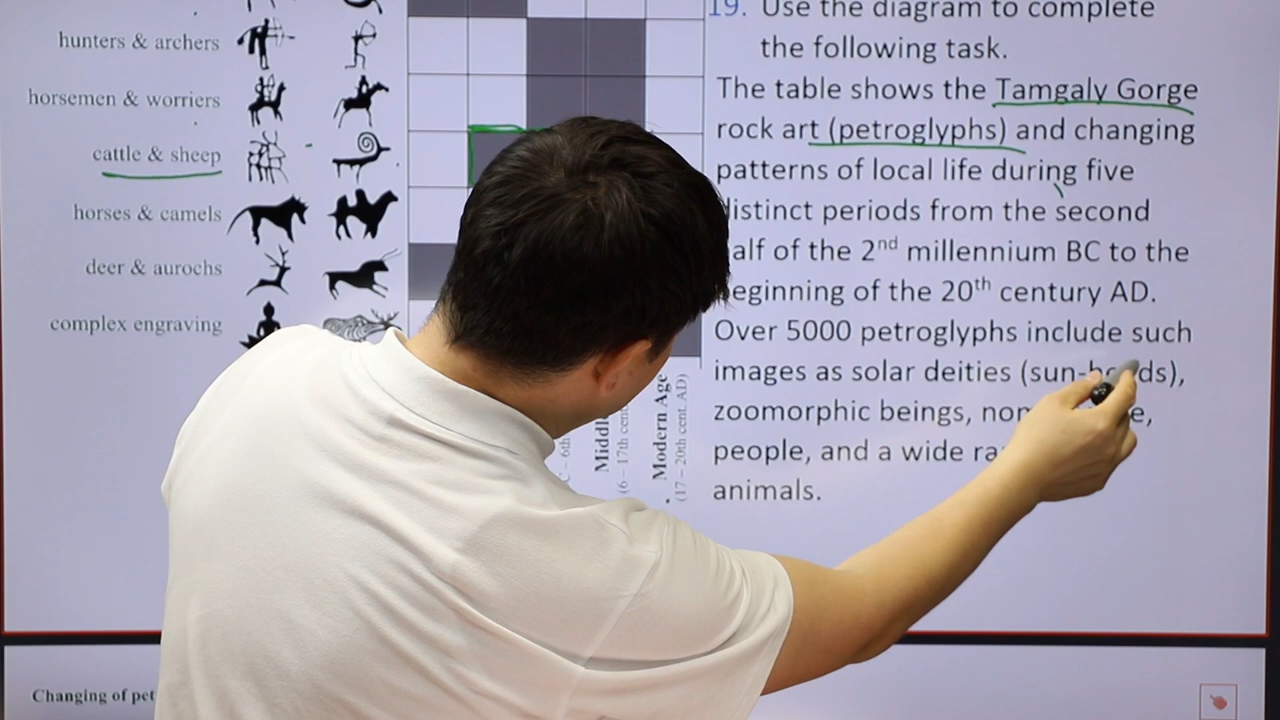 hunters & archers
horsemen & worriers
cattle & sheep
horses & camels
deer & aurochs
complex engraving
(6 – 17th cent.
Modern Age
(17 – 20th cent. AD)
19. Use the diagram to complete
the following task.
The table shows the Tamgaly Gorge
rock art (petroglyphs) and changing
patterns of local life during five
distinct periods from the second
half of the 2nd millennium BC to the
beginning of the 20th century AD.
Over 5000 petroglyphs include such
images as solar deities (sun-
zoomorphic beings,
people, and a wide
animals.
Changing of